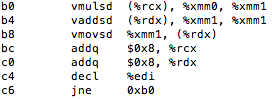 b0 vmulsd (%rcx), %xmm0, %xmm1
b4 vaddsd (%rdx), %xmm1, %xmm1
b8 vmovsd %xmm1, (%rdx)
bc addq $0x8, %rcx
c0 addq $0x8, %rdx
c4 decl %edi
c6 jne 0xb0